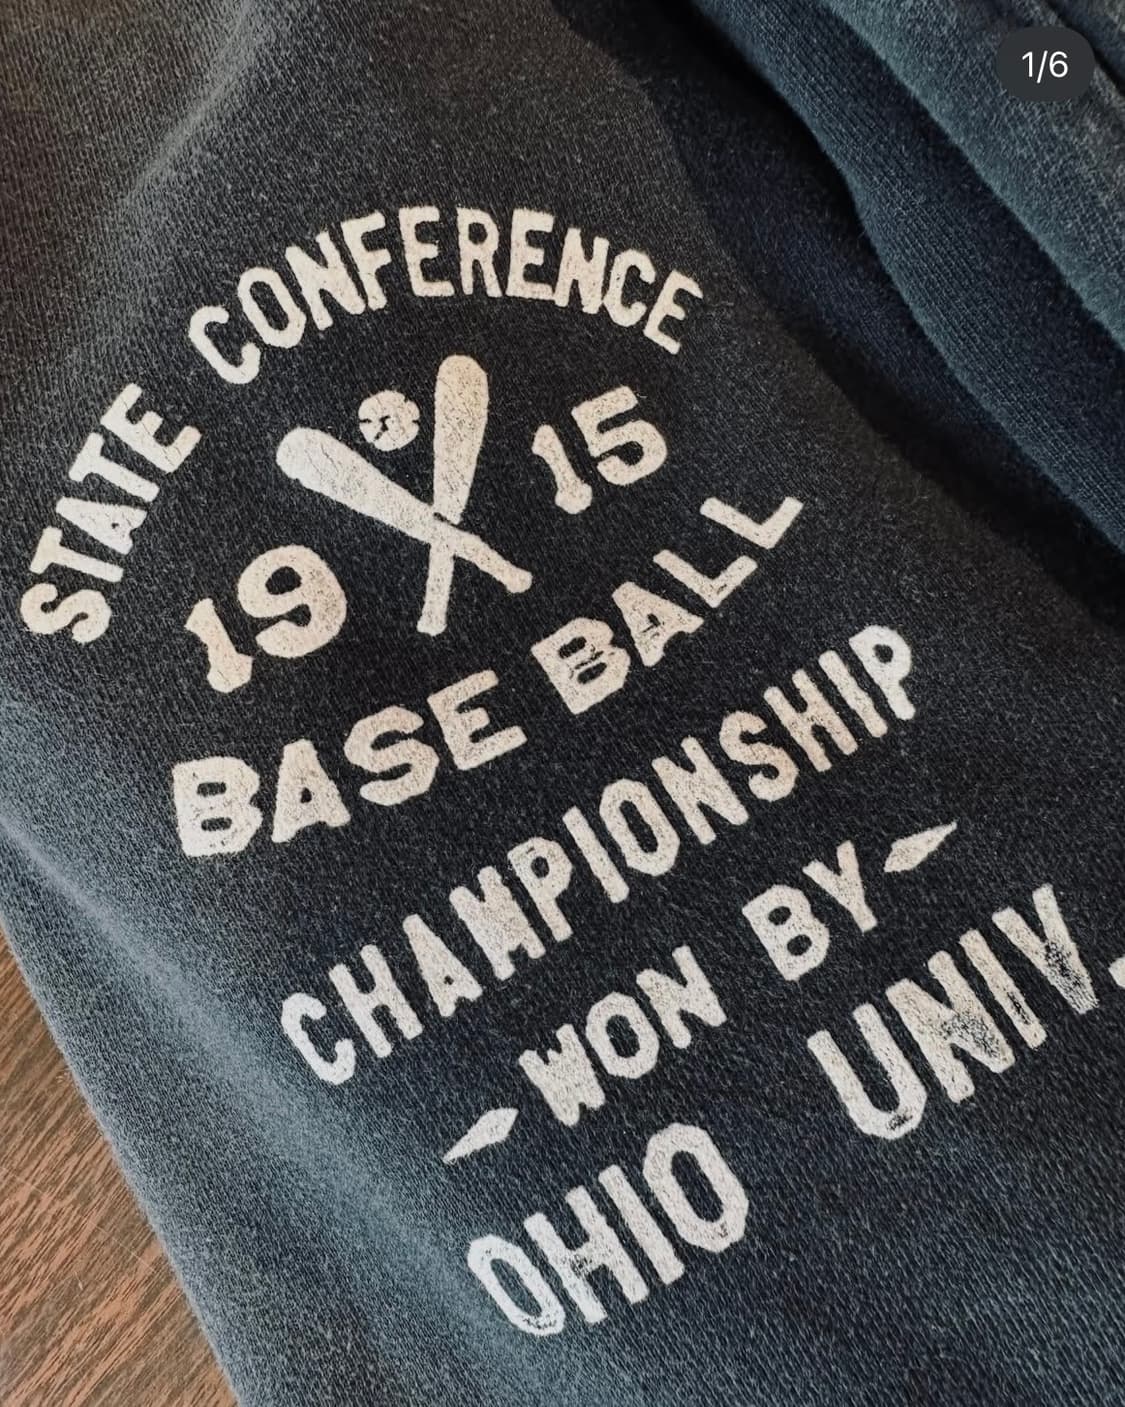 1/6
STATE CONFERENCE
19 15
BASE BALL
CHAMPIONSHIP
WON BY
OHIO UNIV.